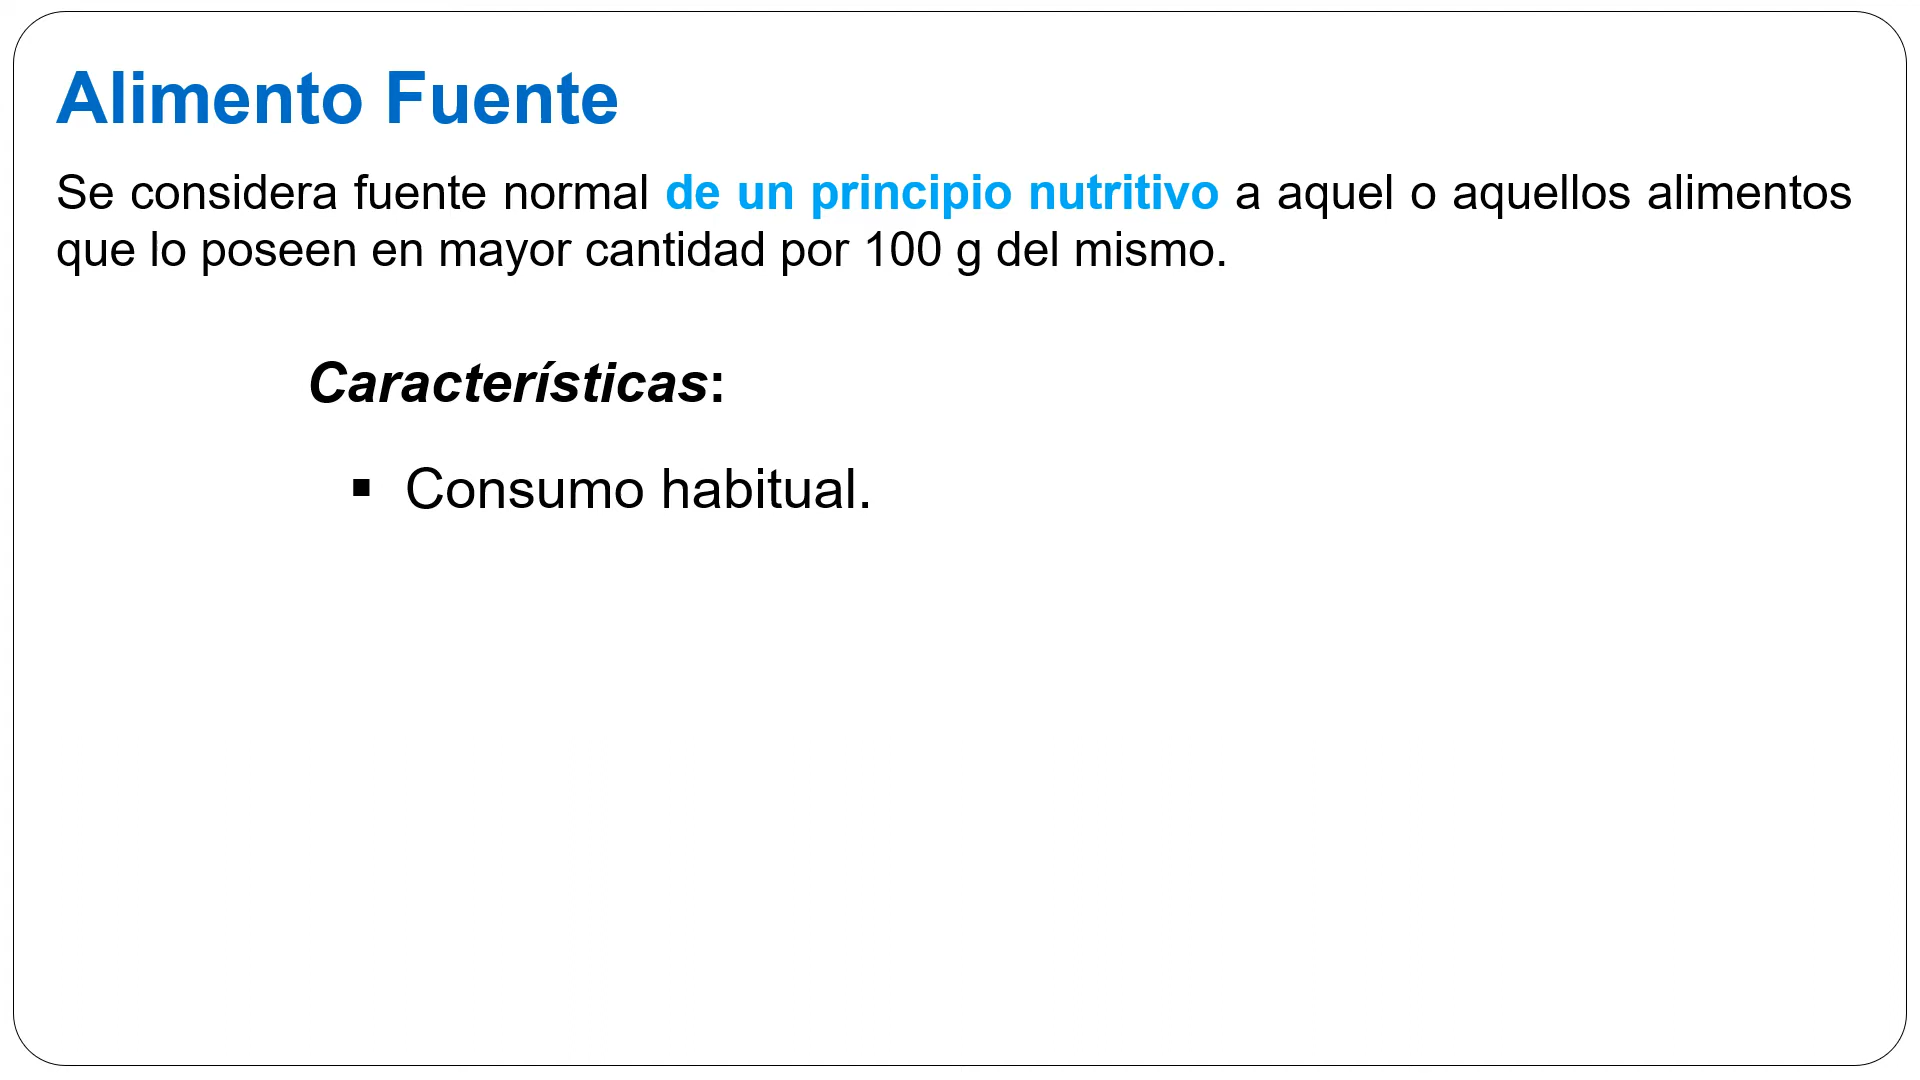 Alimento Fuente
Se considera fuente normal de un principio nutritivo a aquel o aquellos alimentos
que lo poseen en mayor cantidad por 100 g del mismo.
Características:
▪ Consumo habitual.